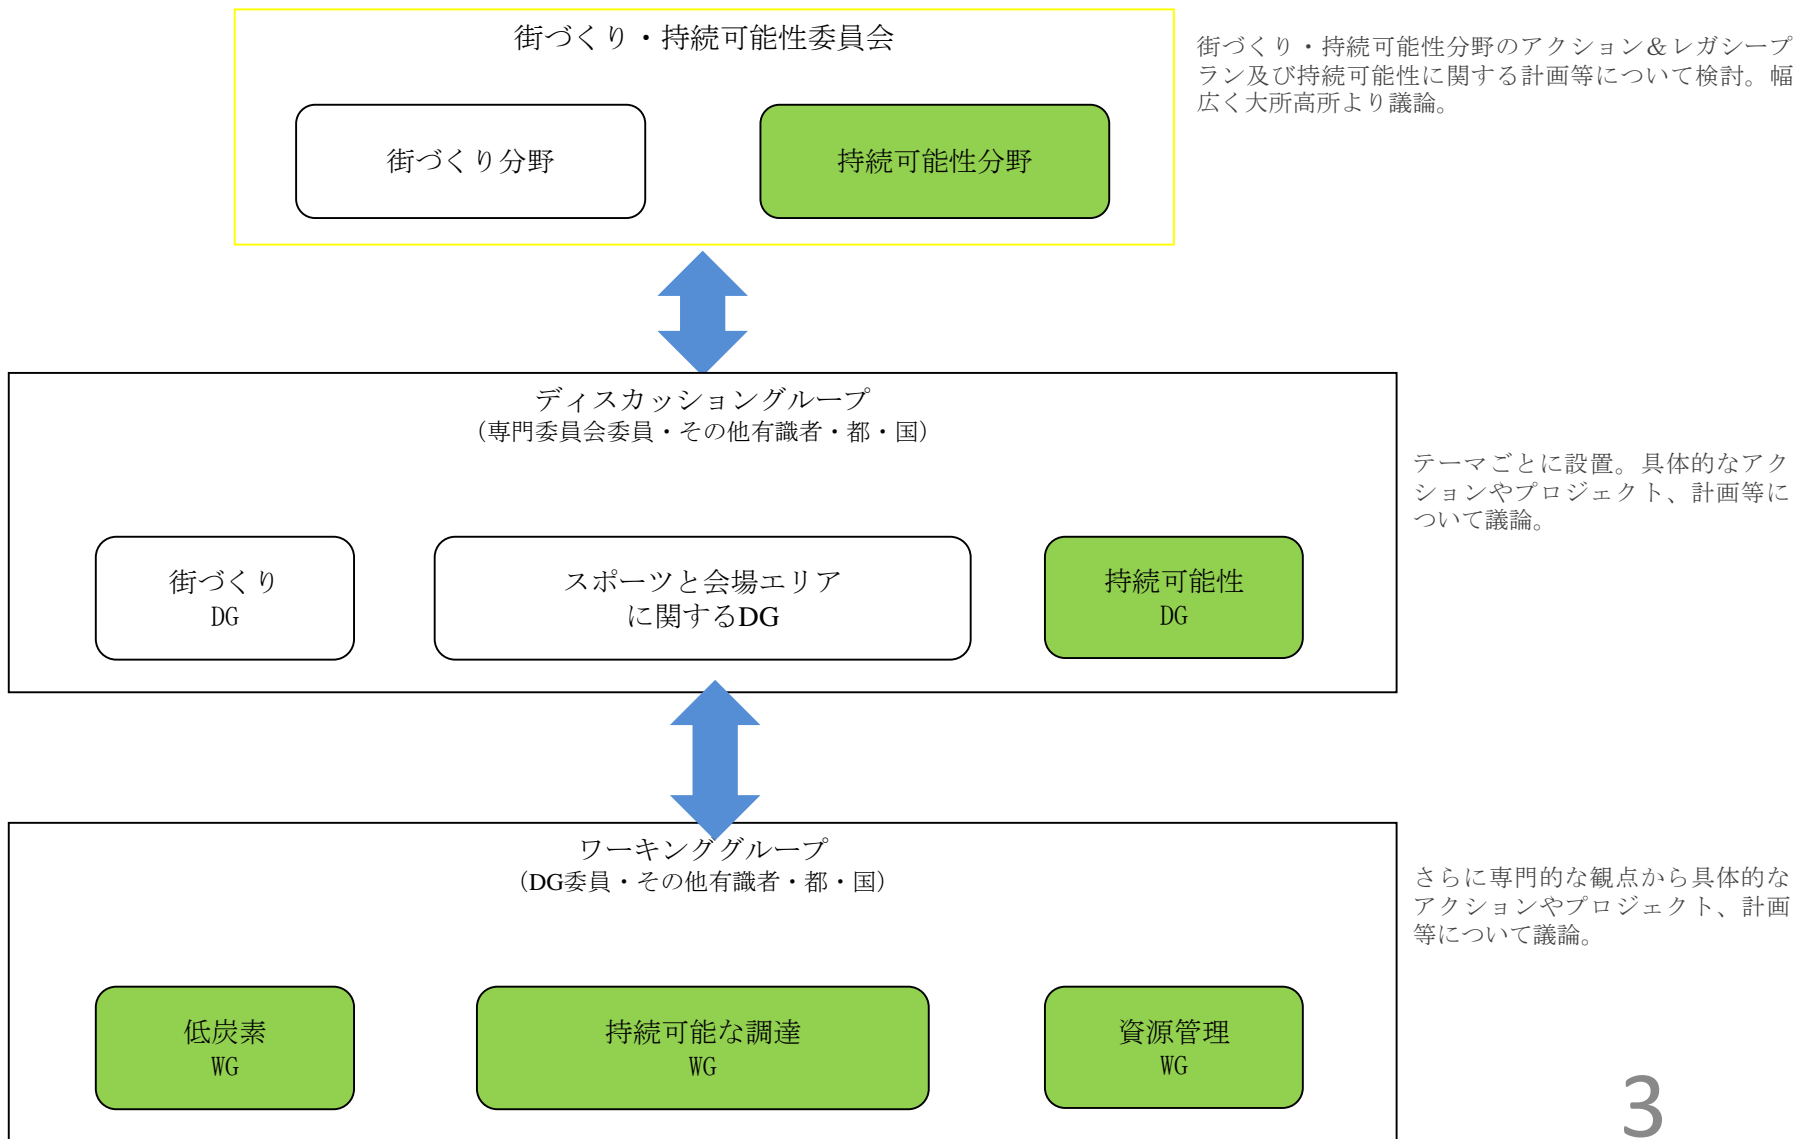 街づくり・持続可能性委員会
街づくり・持続可能性分野のアクション＆レガシープ
ラン及び持続可能性に関する計画等について検討。幅
広く大所高所より議論。
街づくり分野
持続可能性分野
ディスカッショングループ
（専門委員会委員・その他有識者・都・国）
テーマごとに設置。具体的なアク
ションやプロジェクト、計画等に
ついて議論。
街づくり
DG
スポーツと会場エリア
に関するDG
持続可能性
DG
ワーキンググループ
（DG委員・その他有識者・都・国）
さらに専門的な観点から具体的な
アクションやプロジェクト、計画
等について議論。
低炭素
WG
持続可能な調達
WG
資源管理
WG
3